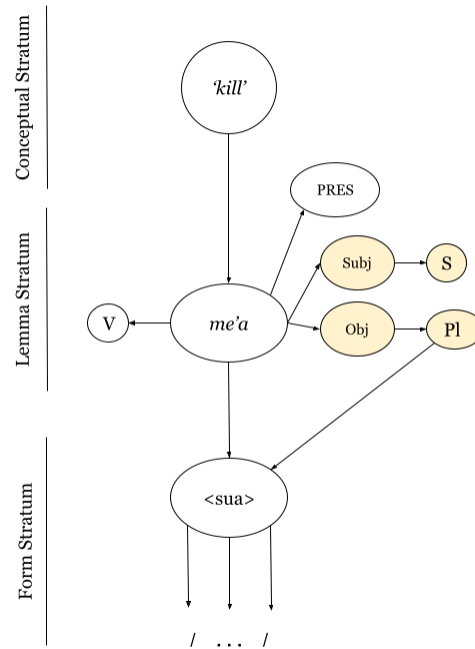 Conceptual Stratum
‘kill’
PRES
Lemma Stratum
Subj
S
V
me’a
Obj
Pl
Form Stratum
<sua>
/ ... /